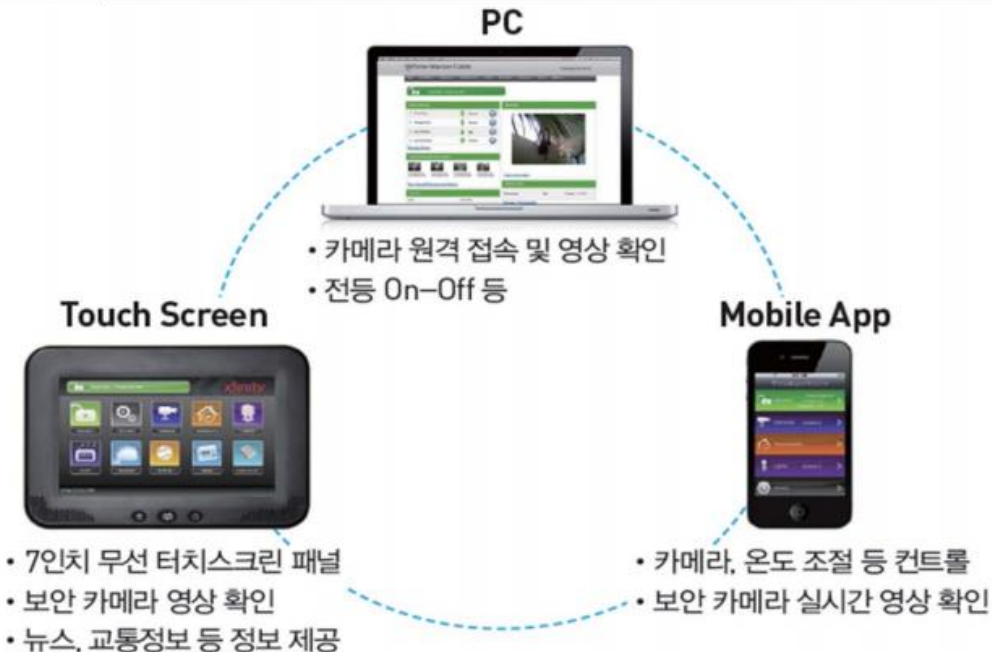 PC
• 카메라 원격 접속 및 영상 확인
• 전등 On–Off 등
Touch Screen
xfinity
• 7인치 무선 터치스크린 패널
• 보안 카메라 영상 확인
• 뉴스, 교통정보 등 정보 제공
Mobile App
• 카메라, 온도 조절 등 컨트롤
• 보안 카메라 실시간 영상 확인